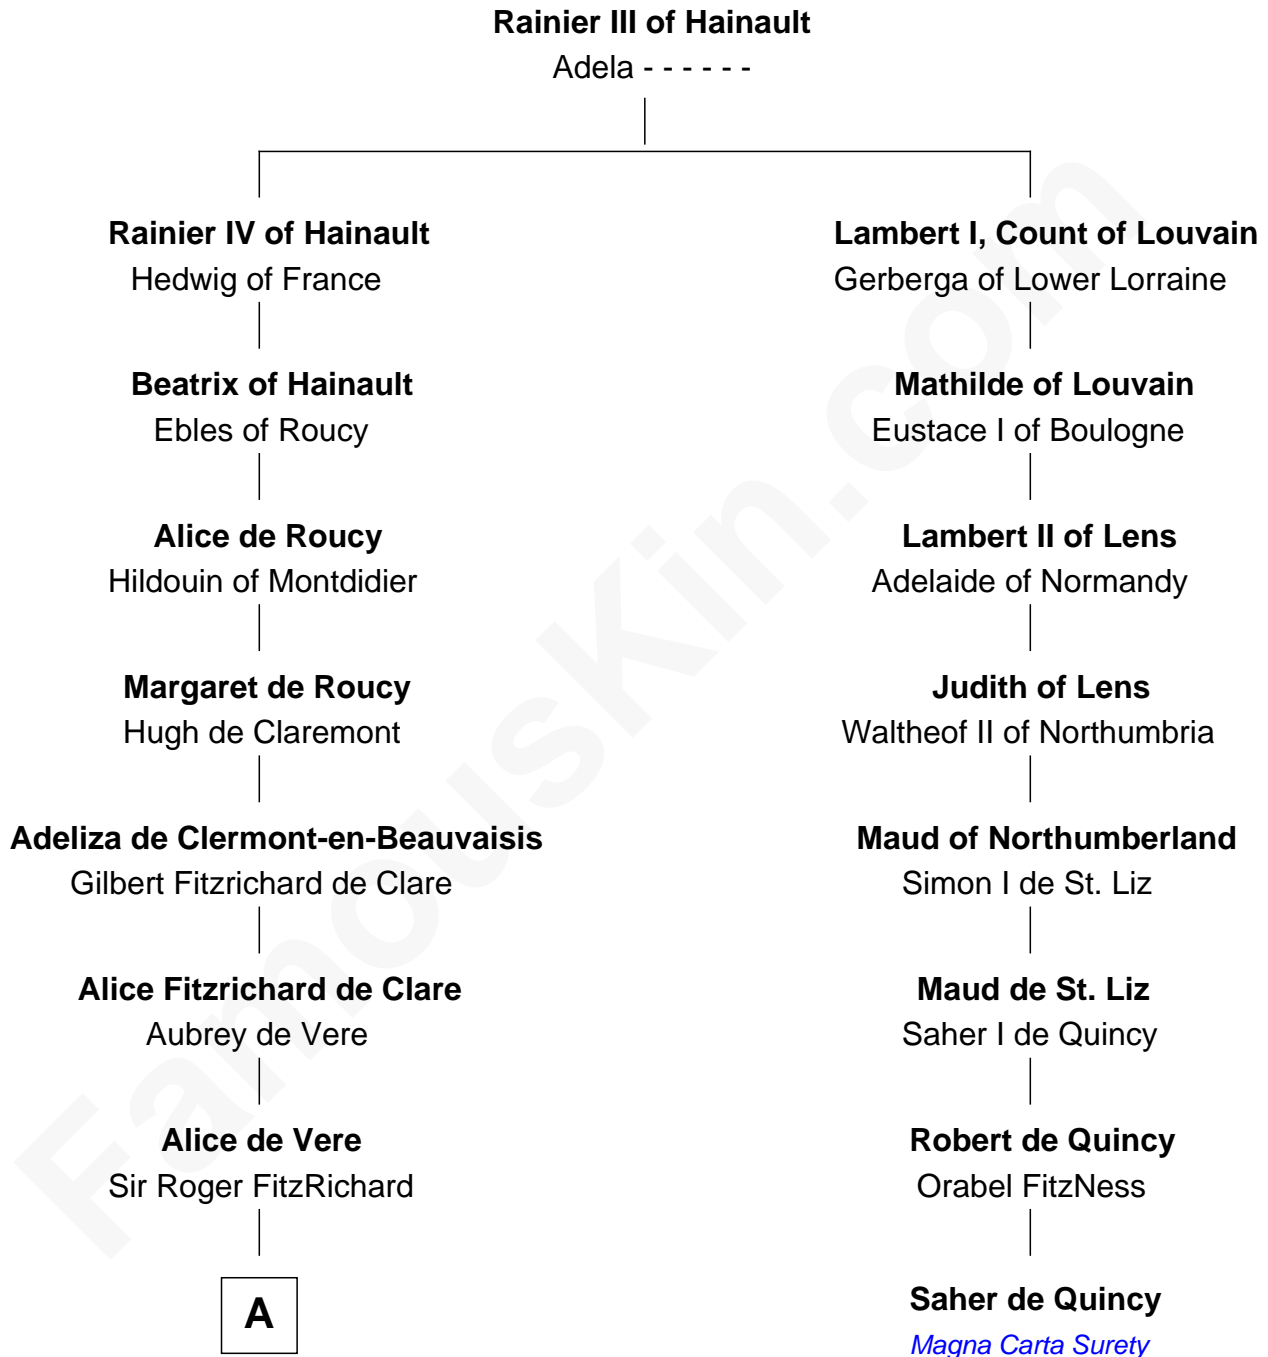 Rainier III of Hainault
Adela - - - - - -
Rainier IV of Hainault
Hedwig of France
Lambert I, Count of Louvain
Gerberga of Lower Lorraine
Beatrix of Hainault
Ebles of Roucy
Mathilde of Louvain
Eustace I of Boulogne
Alice de Roucy
Hildouin of Montdidier
Lambert II of Lens
Adelaide of Normandy
Margaret de Roucy
Hugh de Claremont
Judith of Lens
Waltheof II of Northumbria
Adeliza de Clermont-en-Beauvaisis
Gilbert Fitzrichard de Clare
Maud of Northumberland
Simon I de St. Liz
Alice Fitzrichard de Clare
Aubrey de Vere
Maud de St. Liz
Saher I de Quincy
Alice de Vere
Sir Roger FitzRichard
Robert de Quincy
Orabel FitzNess
A
Saher de Quincy
Magna Carta Surety
FamousKin.com